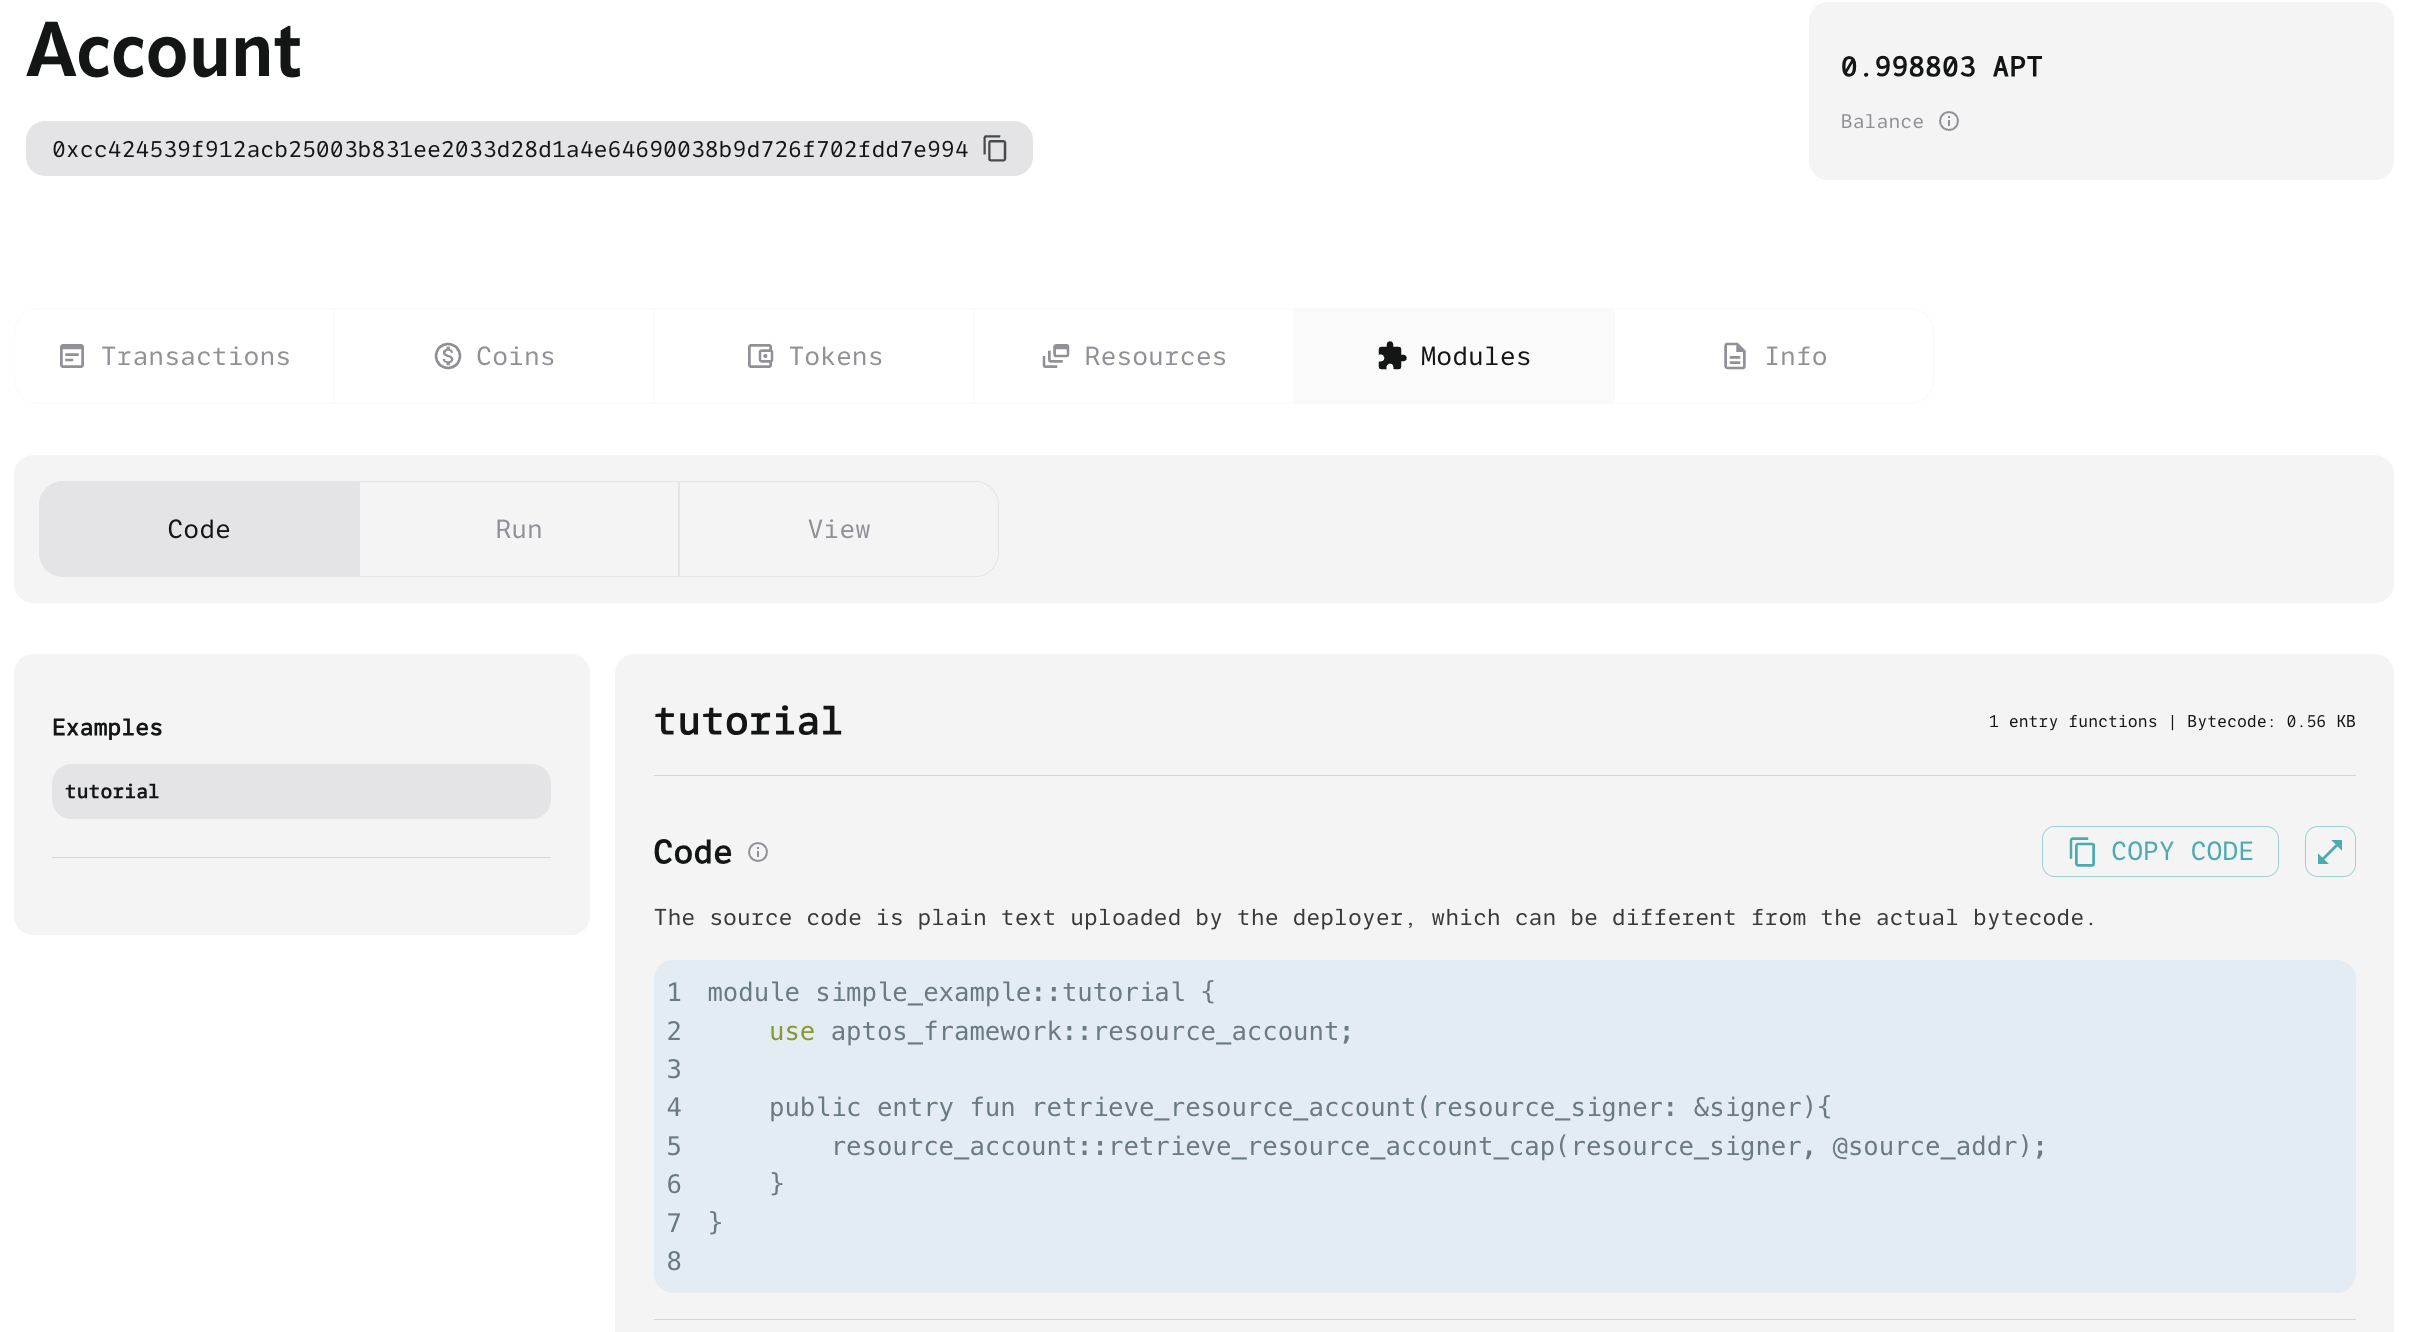 Account
0.998803 APT
Balance
0xcc424539f912acb25003b831ee2033d28d1a4e64690038b9d726f702fdd7e994
Transactions
Coins
Tokens
Resources
Modules
Info
Code
Run
View
Examples
tutorial
tutorial
1 entry functions | Bytecode: 0.56 KB
Code
COPY CODE
The source code is plain text uploaded by the deployer, which can be different from the actual bytecode.
1 module simple_example::tutorial {
2     use aptos_framework::resource_account;
3
4     public entry fun retrieve_resource_account(resource_signer: &signer){
5         resource_account::retrieve_resource_account_cap(resource_signer, @source_addr);
6     }
7 }
8